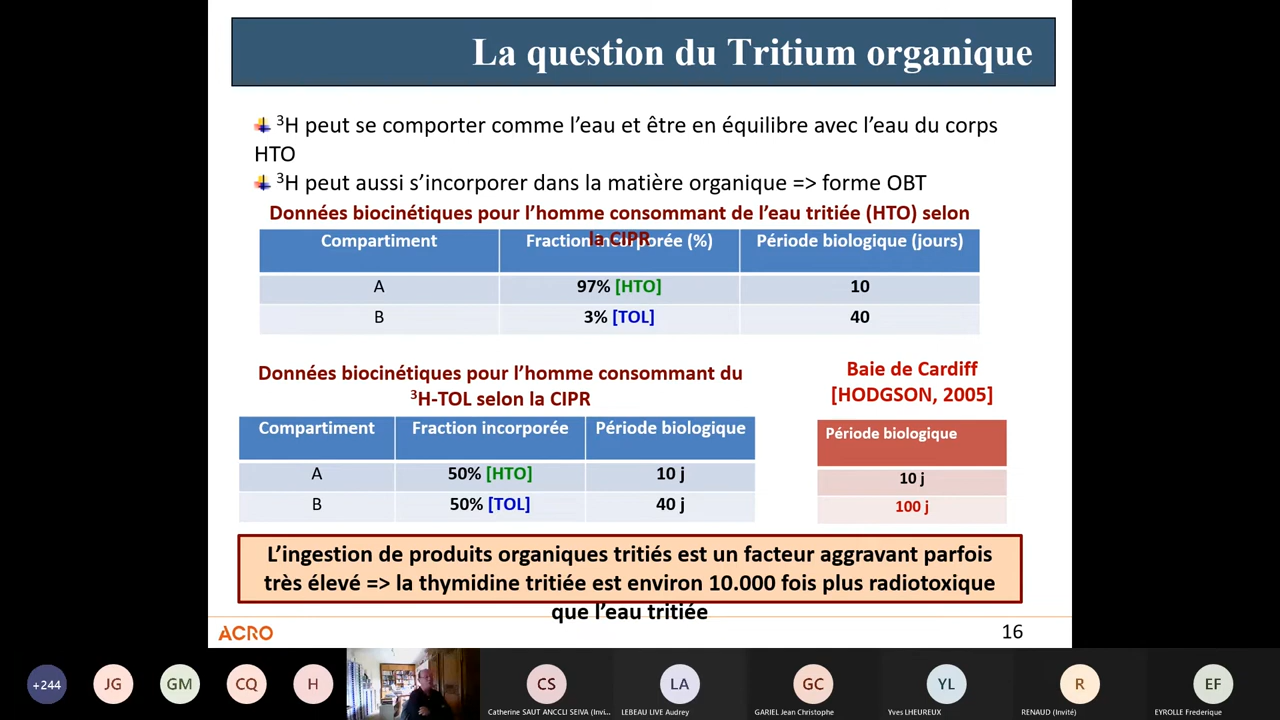 La question du Tritium organique
³H peut se comporter comme l’eau et être en équilibre avec l’eau du corps
HTO
³H peut aussi s’incorporer dans la matière organique => forme OBT
Données biocinétiques pour l’homme consommant de l’eau tritiée (HTO) selon
la CIPR
Compartiment Fraction incorporée (%) Période biologique (jours)
A 97% [HTO] 10
B 3% [TOL] 40
Données biocinétiques pour l’homme consommant du
³H-TOL selon la CIPR
Compartiment Fraction incorporée Période biologique
A 50% [HTO] 10 j
B 50% [TOL] 40 j
Baie de Cardiff
[HODGSON, 2005]
Période biologique
10 j
100 j
L’ingestion de produits organiques tritiés est un facteur aggravant parfois
très élevé => la thymidine tritiée est environ 10.000 fois plus radiotoxique
que l’eau tritiée
ACRO 16
+244 JG GM CQ H CS LA GC YL R EF
Catherine SAUT ANCCLI SEIVA (Invi... LEBEAU LIVE Audrey GARIEL Jean Christophe Yves LHEUREUX RENAUD (Invité) EYROLLE Frederique